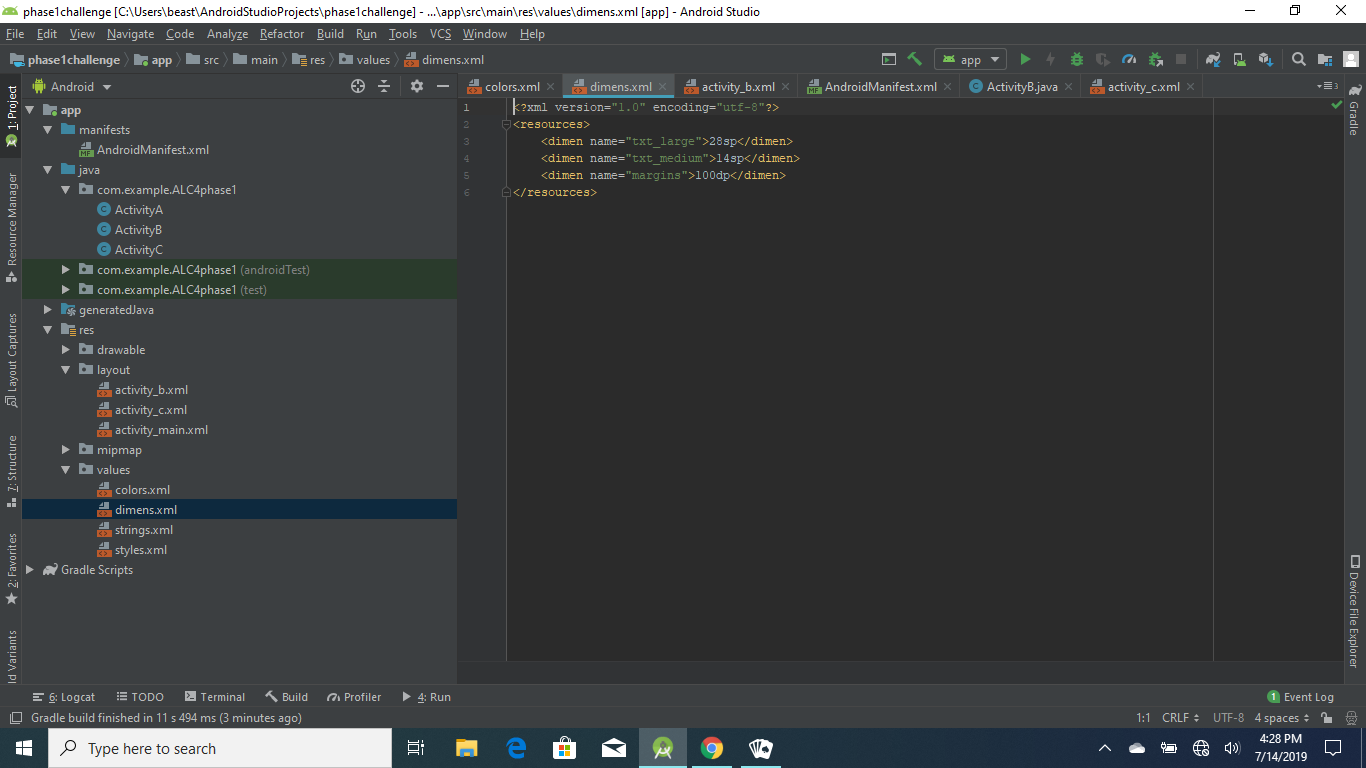 phase1challenge [C:\Users\beast\AndroidStudioProjects\phase1challenge] - ...\app\src\main\res\values\dimens.xml [app] - Android Studio
File Edit View Navigate Code Analyze Refactor Build Run Tools VCS Window Help
phase1challenge app src main res values dimens.xml app
1: Project
Resource Manager
Layout Captures
7: Structure
2: Favorites
ld Variants
Android
app
manifests
AndroidManifest.xml
java
com.example.ALC4phase1
ActivityA
ActivityB
ActivityC
com.example.ALC4phase1 (androidTest)
com.example.ALC4phase1 (test)
generatedJava
res
drawable
layout
activity_b.xml
activity_c.xml
activity_main.xml
mipmap
values
colors.xml
dimens.xml
strings.xml
styles.xml
Gradle Scripts
colors.xml dimens.xml activity_b.xml AndroidManifest.xml ActivityB.java activity_c.xml 3
1 <?xml version="1.0" encoding="utf-8"?>
2 <resources>
3 <dimen name="txt_large">28sp</dimen>
4 <dimen name="txt_medium">14sp</dimen>
5 <dimen name="margins">100dp</dimen>
6 </resources>
Gradle
Device File Explorer
6: Logcat TODO Terminal Build Profiler 4: Run 1 Event Log
Gradle build finished in 11 s 494 ms (3 minutes ago) 1:1 CRLF UTF-8 4 spaces
Type here to search
4:28 PM
7/14/2019